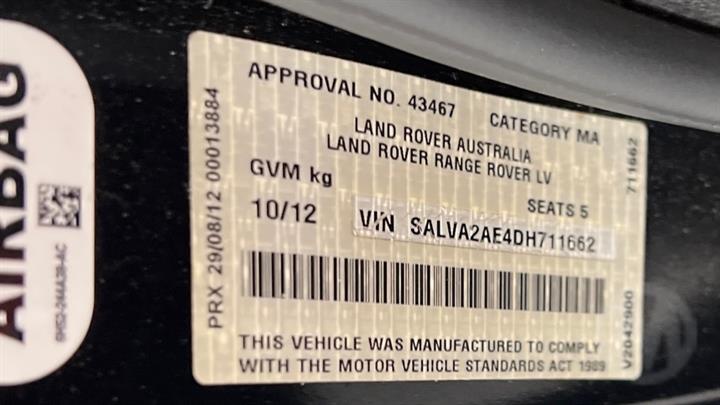 AIRBAG
APPROVAL NO. 43467 CATEGORY MA
LAND ROVER AUSTRALIA
LAND ROVER RANGE ROVER LV
GVM kg SEATS 5
10/12 VIN SALVA2AE4DH711662
THIS VEHICLE WAS MANUFACTURED TO COMPLY
WITH THE MOTOR VEHICLE STANDARDS ACT 1989
PRX 29/08/12 00013884
711662
V2042900